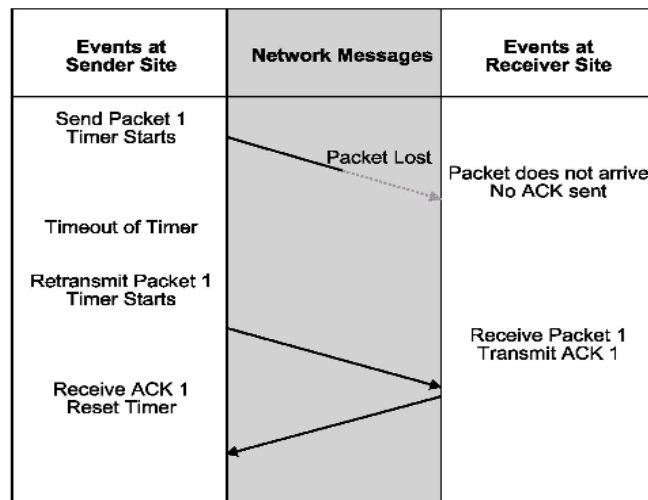 Events at
Sender Site
Network Messages
Events at
Receiver Site
Send Packet 1
Timer Starts
Packet Lost
Packet does not arrive
No ACK sent
Timeout of Timer
Retransmit Packet 1
Timer Starts
Receive Packet 1
Transmit ACK 1
Receive ACK 1
Reset Timer